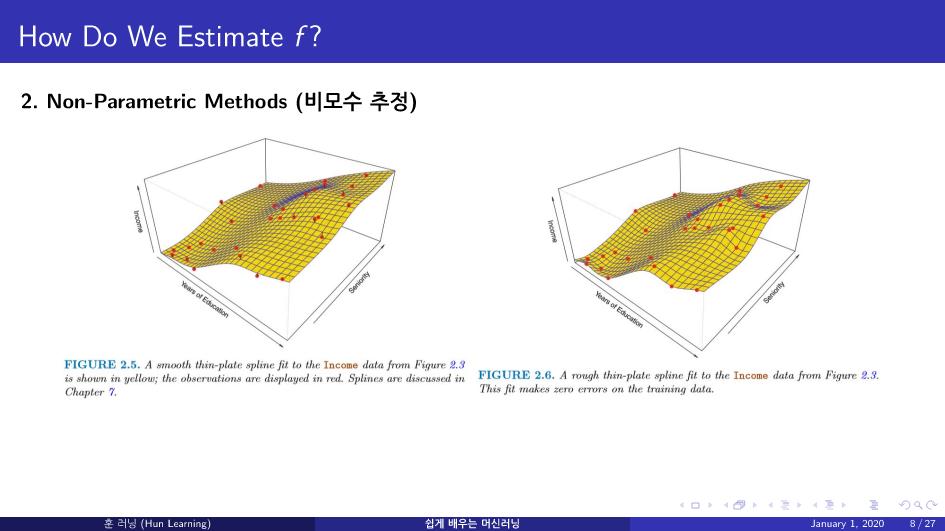 How Do We Estimate f?
2. Non-Parametric Methods (비모수 추정)
Income
Years of Education
Seniority
Income
Years of Education
Seniority
FIGURE 2.5. A smooth thin-plate spline fit to the Income data from Figure 2.3
is shown in yellow; the observations are displayed in red. Splines are discussed in
Chapter 7.
FIGURE 2.6. A rough thin-plate spline fit to the Income data from Figure 2.3.
This fit makes zero errors on the training data.
훈 러닝 (Hun Learning)
쉽게 배우는 머신러닝
January 1, 2020
8 / 27